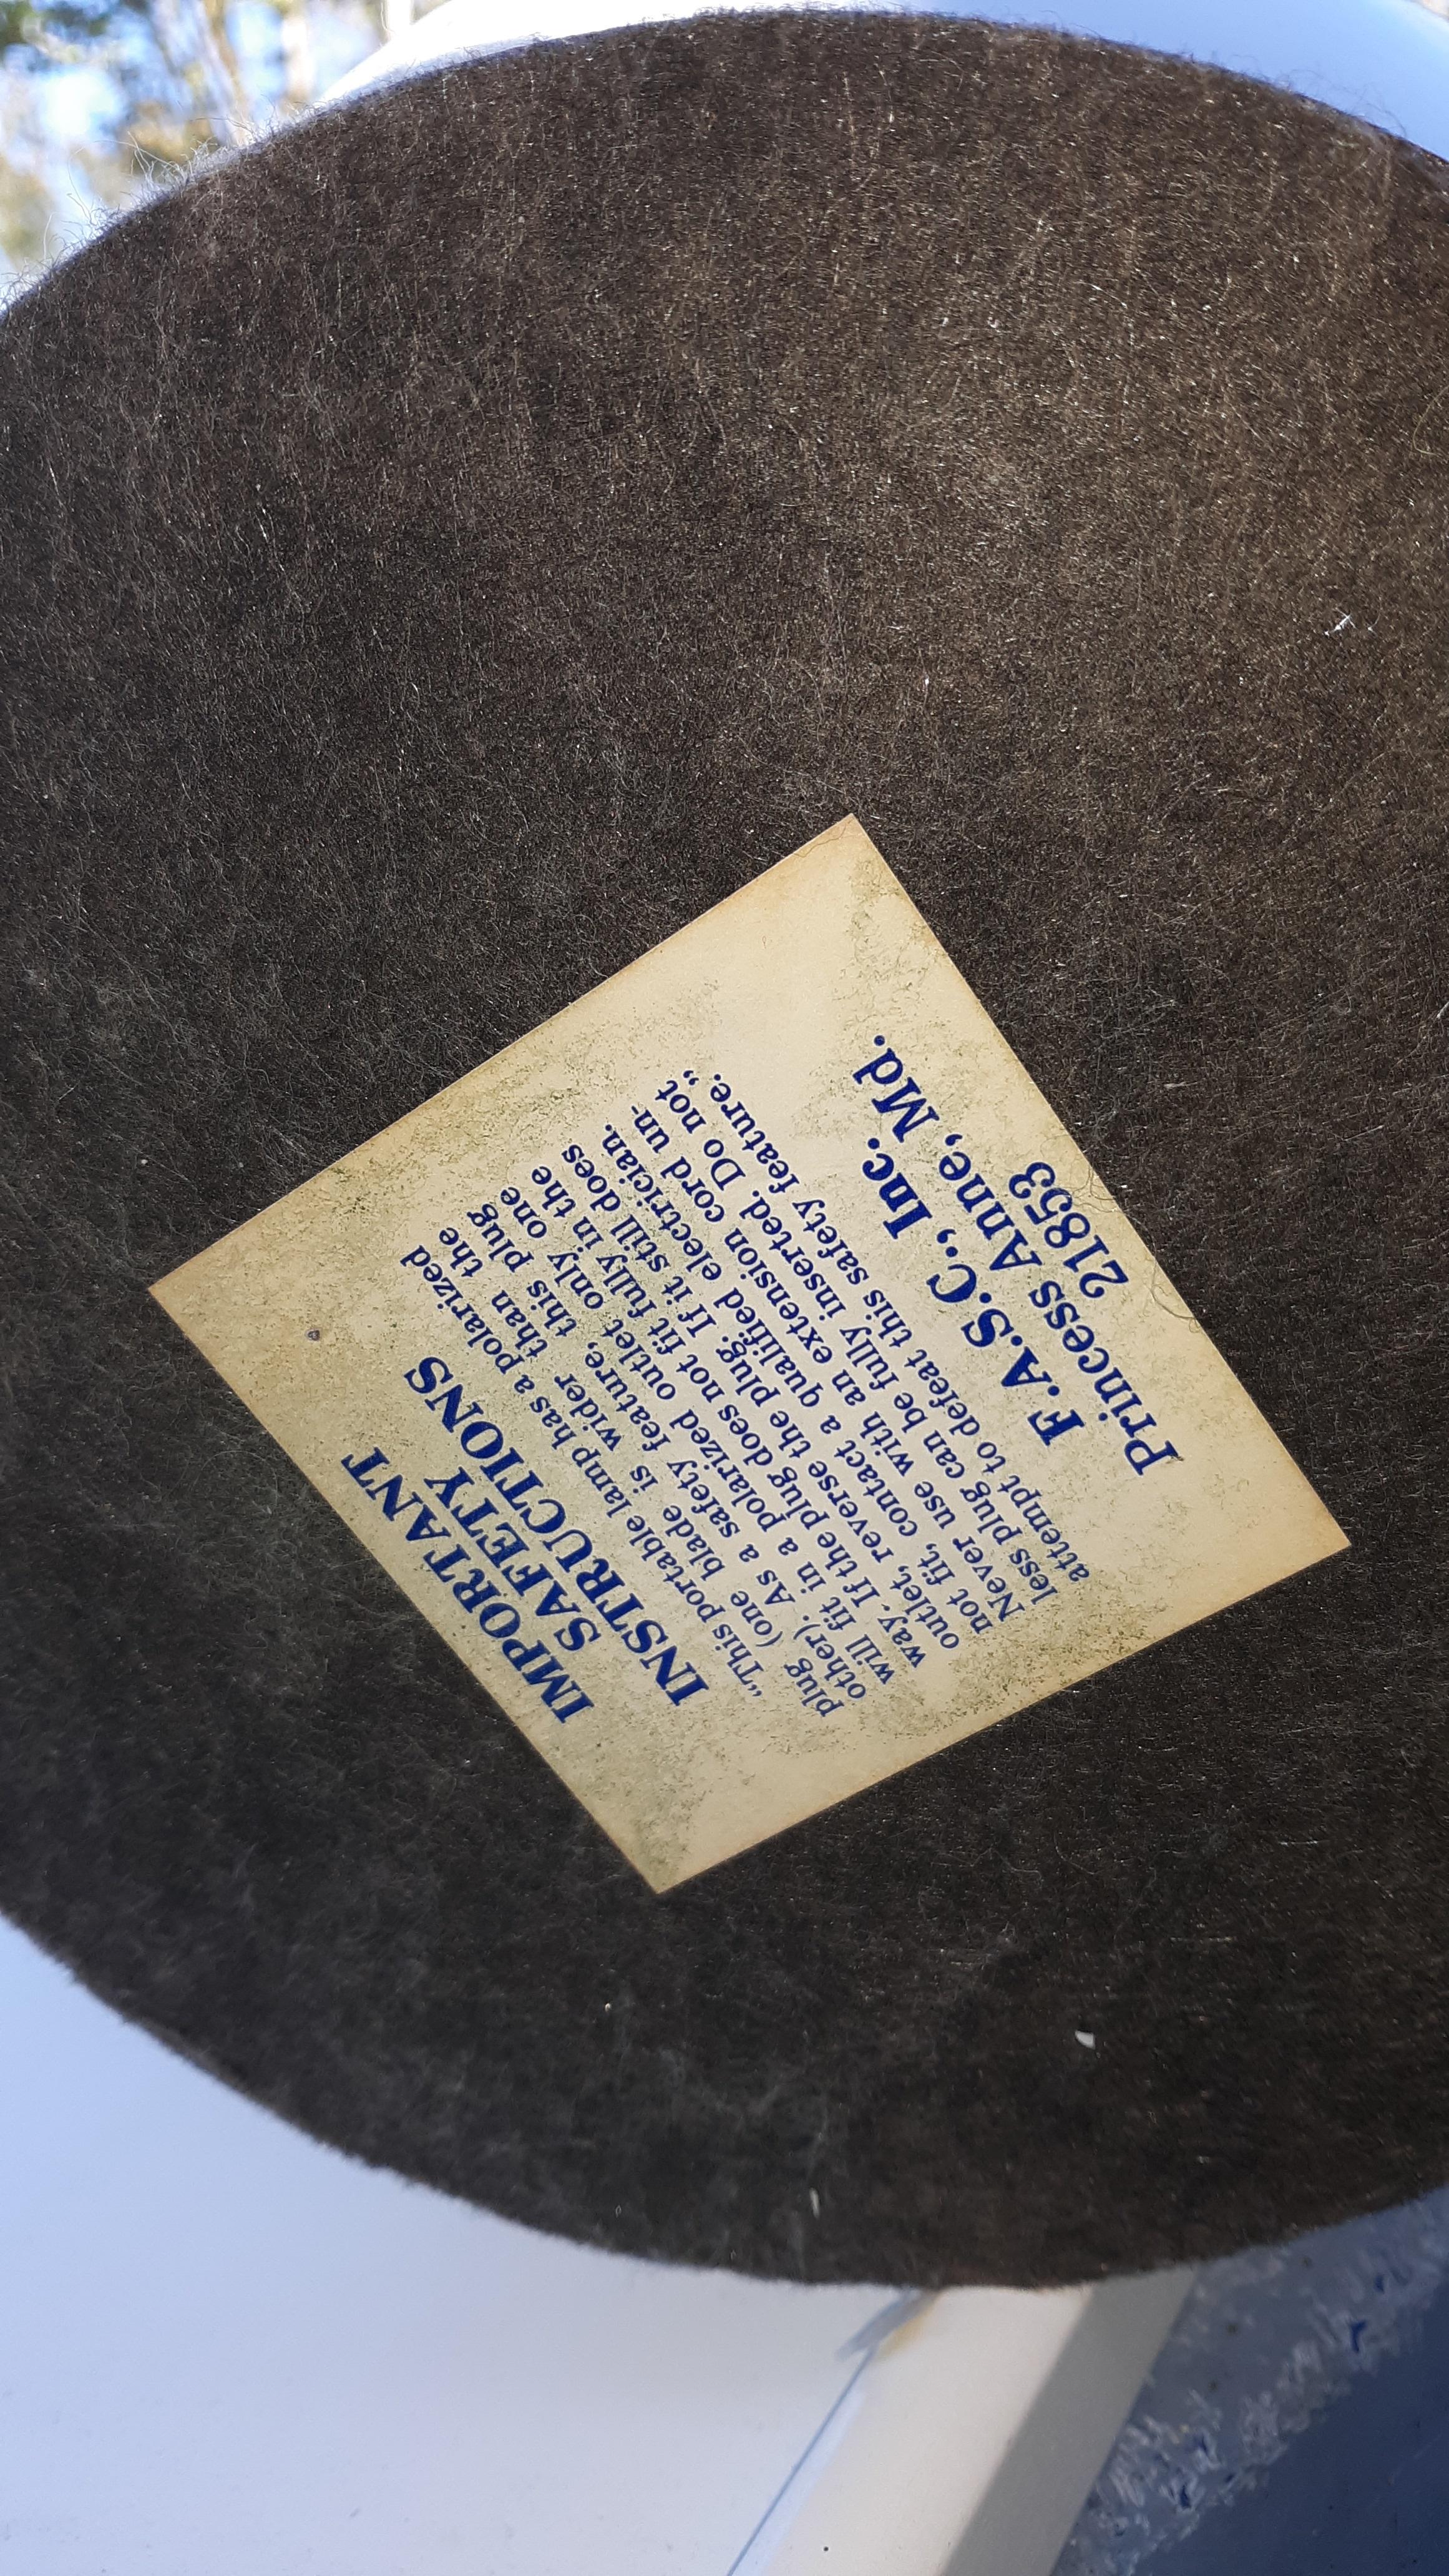 IMPORTANT
SAFETY
INSTRUCTIONS
"This portable lamp has a polarized
plug (one blade is wider than the
other). As a safety feature, this plug
will fit in a polarized outlet only one
way. If the plug does not fit fully in the
outlet, reverse the plug. If it still does
not fit, contact a qualified electrician.
Never use with an extension cord un-
less plug can be fully inserted. Do not
attempt to defeat this safety feature."
F.A.S.C., Inc.
Princess Anne, Md.
21853